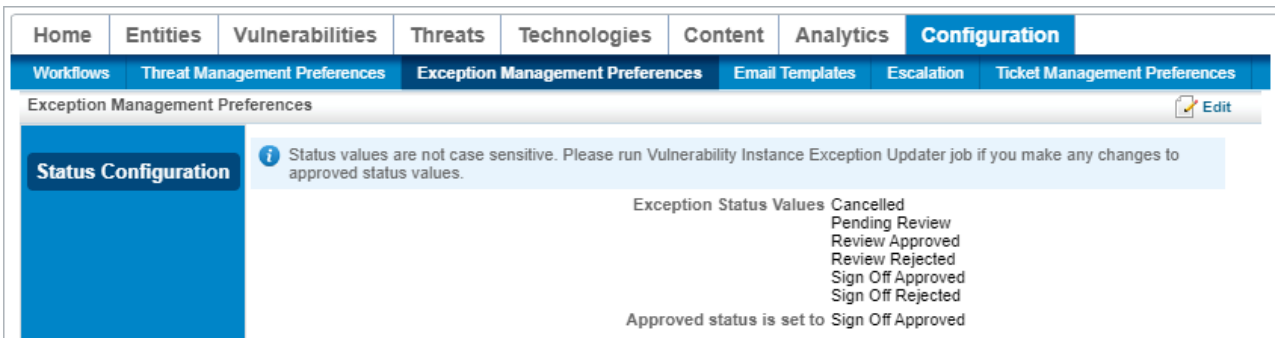 Home Entities Vulnerabilities Threats Technologies Content Analytics Configuration
Workflows Threat Management Preferences Exception Management Preferences Email Templates Escalation Ticket Management Preferences
Exception Management Preferences Edit
Status Configuration
Status values are not case sensitive. Please run Vulnerability Instance Exception Updater job if you make any changes to
approved status values.
Exception Status Values Cancelled
Pending Review
Review Approved
Review Rejected
Sign Off Approved
Sign Off Rejected
Approved status is set to Sign Off Approved